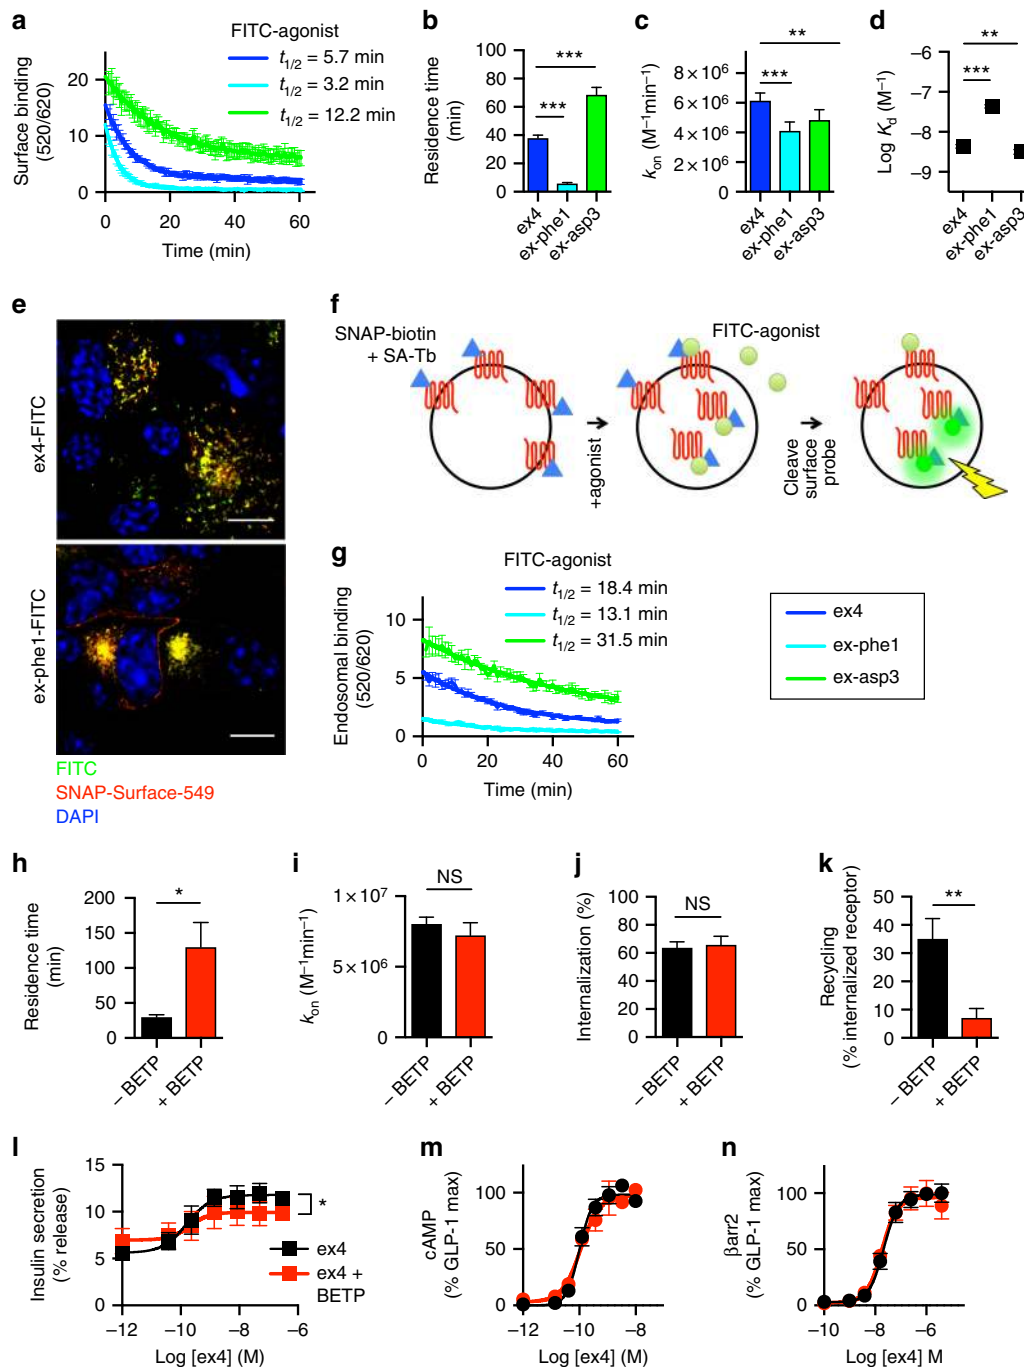 a
FITC-agonist
t1/2 = 5.7 min
t1/2 = 3.2 min
t1/2 = 12.2 min
Surface binding
(520/620)
20
10
0
0 20 40 60
Time (min)
b
Residence time
(min)
100
80
60
40
20
0
***
***
ex4
ex-phe1
ex-asp3
c
kon (M−1min−1)
8×10⁶
6×10⁶
4×10⁶
2×10⁶
0
**
***
ex4
ex-phe1
ex-asp3
d
Log Kd (M−1)
−6
−7
−8
−9
**
***
ex4
ex-phe1
ex-asp3
e
ex4-FITC
ex-phe1-FITC
FITC
SNAP-Surface-549
DAPI
f
SNAP-biotin
+ SA-Tb
FITC-agonist
+agonist
Cleave
surface
probe
g
FITC-agonist
t1/2 = 18.4 min
t1/2 = 13.1 min
t1/2 = 31.5 min
Endosomal binding
(520/620)
10
5
0
0 20 40 60
Time (min)
ex4
ex-phe1
ex-asp3
h
Residence time
(min)
200
150
100
50
0
*
− BETP
+ BETP
i
kon (M−1min−1)
1×10⁷
5×10⁶
0
NS
− BETP
+ BETP
j
Internalization (%)
100
80
60
40
20
0
NS
− BETP
+ BETP
k
Recycling
(% internalized receptor)
50
40
30
20
10
0
**
− BETP
+ BETP
l
Insulin secretion
(% release)
15
10
5
0
*
ex4
ex4 +
BETP
−12 −10 −8 −6
Log [ex4] (M)
m
cAMP
(% GLP-1 max)
100
50
0
−12 −10 −8
Log [ex4] (M)
n
βarr2
(% GLP-1 max)
100
50
0
−10 −8 −6 −4
Log [ex4] M